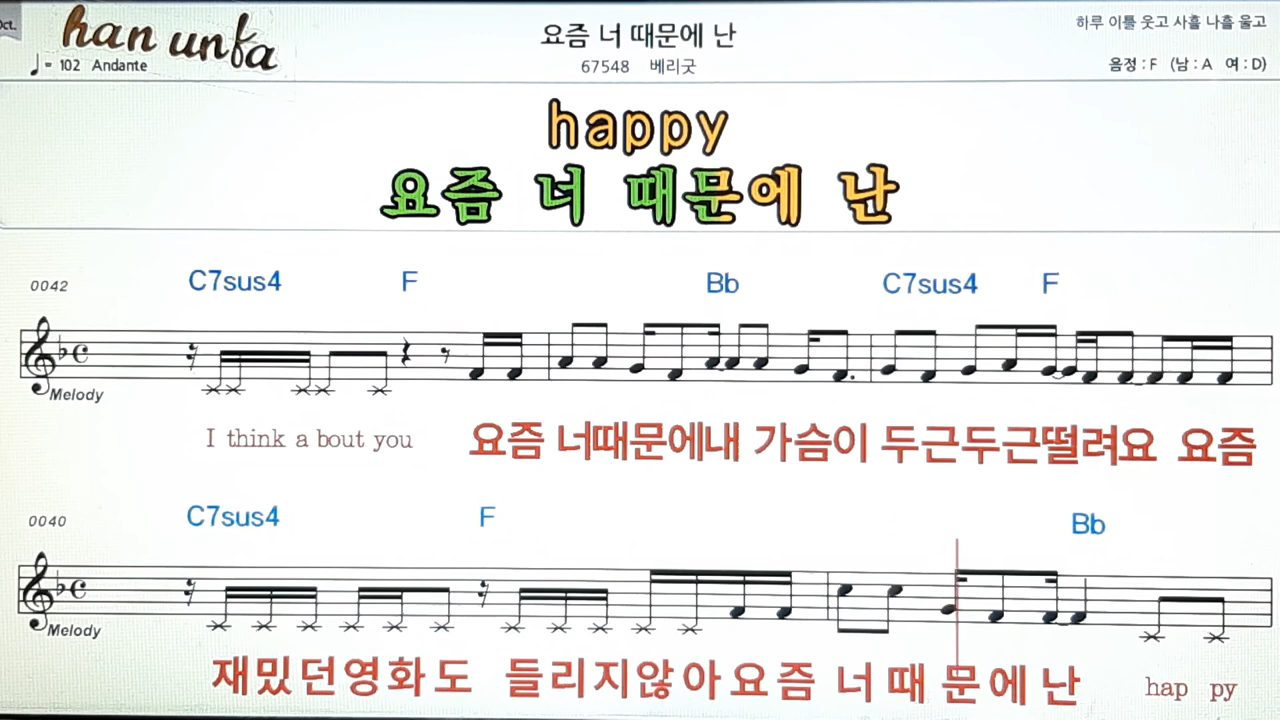 Oct.
han unfa
♩= 102 Andante
요즘 너 때문에 난
67548 베리굿
하루 이틀 웃고 사흘 나흘 울고
음정 : F (남 : A 여 : D)
happy
요즘 너 때문에 난
0042
C7sus4 F Bb C7sus4 F
Melody
I think a bout you 요즘 너때문에내 가슴이 두근두근떨려요 요즘
0040
C7sus4 F Bb
Melody
재밌던영화도 들리지않아요즘 너때문에난 hap py